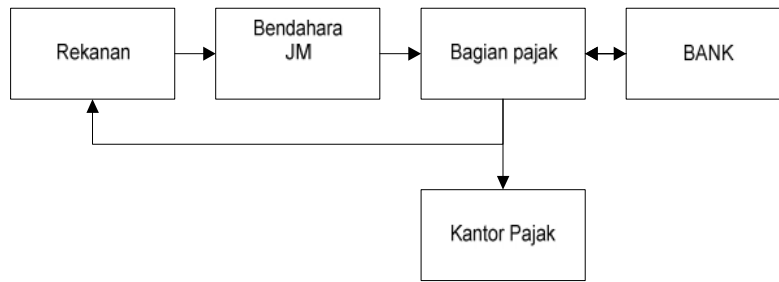 Rekanan
Bendahara
JM
Bagian pajak
BANK
Kantor Pajak